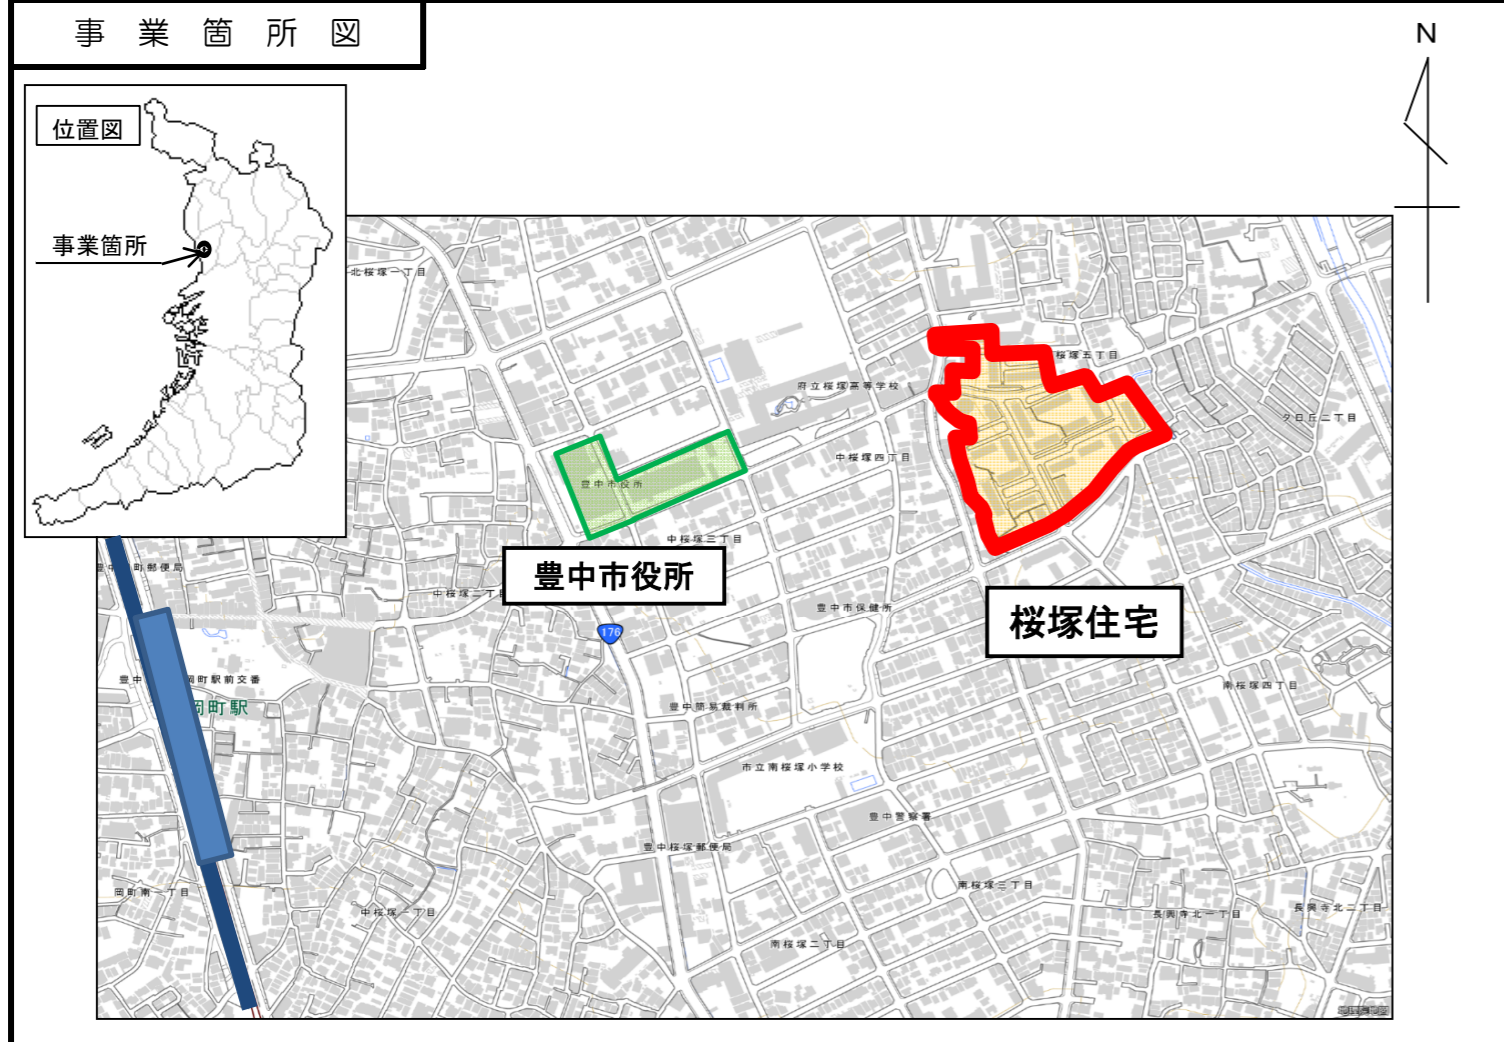 事業箇所図
N
位置図
事業箇所
北桜塚一丁目
桜塚五丁目
府立桜塚高等学校
夕日丘二丁目
中桜塚四丁目
豊中市役所
中桜塚三丁目
豊中市役所
町郵便局
中桜塚二丁目
豊中市保健所
桜塚住宅
176
岡町駅前交番
南桜塚四丁目
岡町駅
豊中簡易裁判所
市立南桜塚小学校
豊中警察署
豊中桜塚郵便局
岡町南一丁目
南桜塚三丁目
中桜塚一丁目
長興寺北一丁目
長興寺北二丁目
南桜塚二丁目